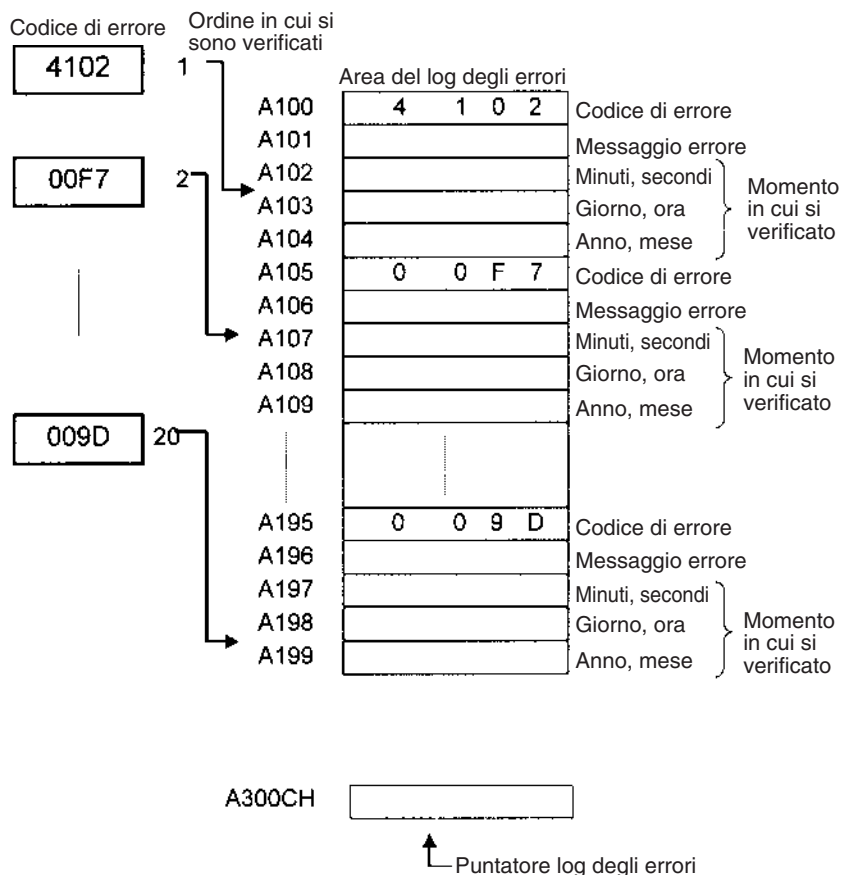 Codice di errore
Ordine in cui si
sono verificati
4102 1
Area del log degli errori
A100 4 1 0 2 Codice di errore
A101 Messaggio errore
A102 Minuti, secondi
00F7 2
A103 Giorno, ora
A104 Anno, mese
Momento
in cui si
verificato
A105 0 0 F 7 Codice di errore
A106 Messaggio errore
A107 Minuti, secondi
A108 Giorno, ora
A109 Anno, mese
Momento
in cui si
verificato
009D 20
A195 0 0 9 D Codice di errore
A196 Messaggio errore
A197 Minuti, secondi
A198 Giorno, ora
A199 Anno, mese
Momento
in cui si
verificato
A300CH
Puntatore log degli errori